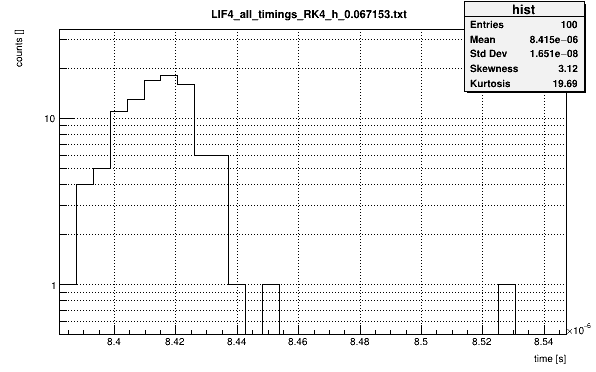 LIF4_all_timings_RK4_h_0.067153.txt
hist
Entries 100
Mean 8.415e−06
Std Dev 1.651e−08
Skewness 3.12
Kurtosis 19.69
counts []
10
1
8.4 8.42 8.44 8.46 8.48 8.5 8.52 8.54
×10⁻⁶
time [s]